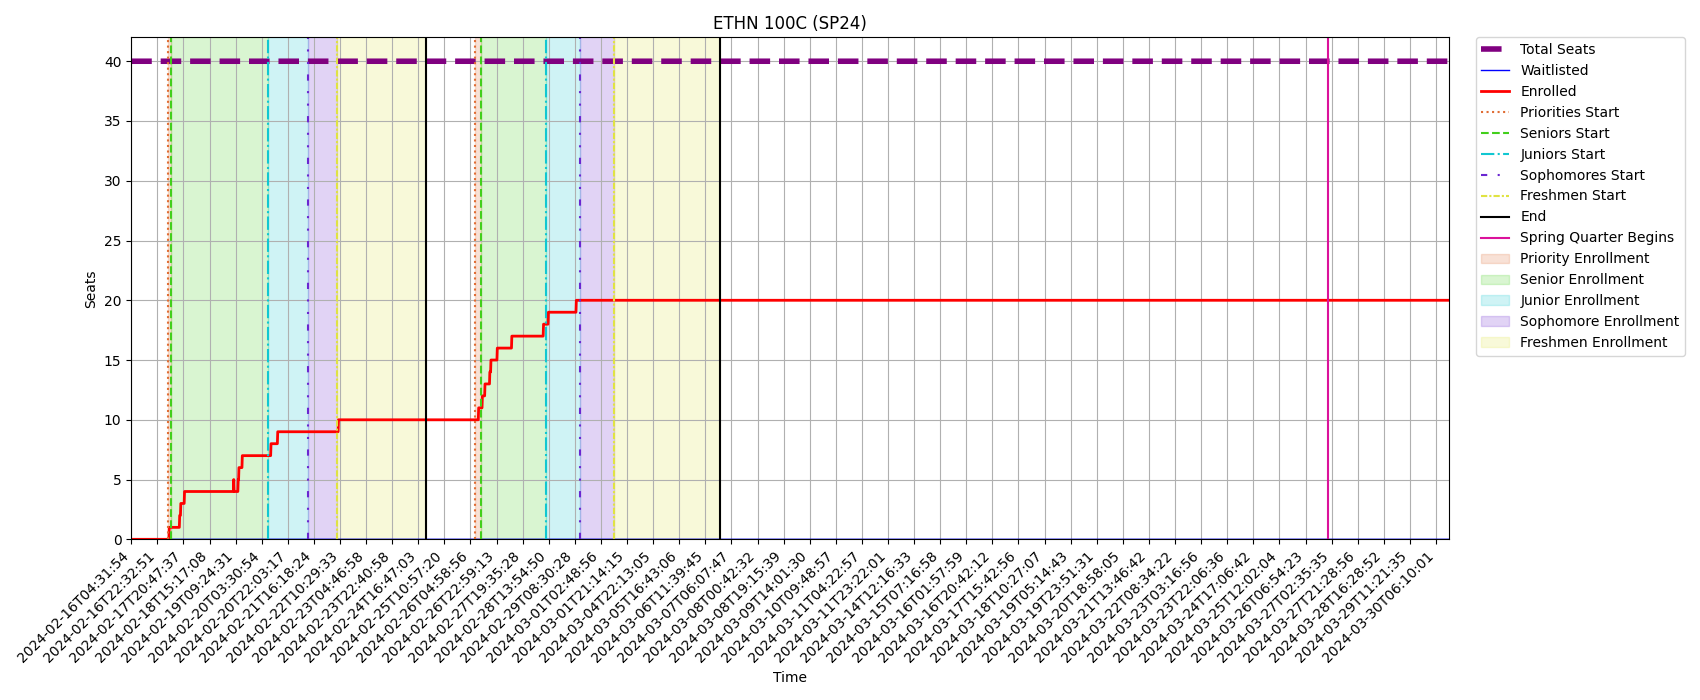 ETHN 100C (SP24)
Seats
40
35
30
25
20
15
10
5
0
2024-02-16T04:31:54
2024-02-16T22:32:51
2024-02-17T20:47:37
2024-02-18T15:17:08
2024-02-19T09:24:31
2024-02-20T03:30:54
2024-02-20T22:03:17
2024-02-21T16:18:24
2024-02-22T10:29:33
2024-02-23T04:46:58
2024-02-23T22:40:58
2024-02-24T16:47:03
2024-02-25T10:57:20
2024-02-26T04:58:56
2024-02-26T22:59:13
2024-02-27T19:35:28
2024-02-28T13:54:50
2024-02-29T08:30:28
2024-03-01T02:48:56
2024-03-01T21:14:15
2024-03-04T22:13:05
2024-03-05T16:43:06
2024-03-06T11:39:45
2024-03-07T06:07:47
2024-03-08T00:42:32
2024-03-08T19:15:39
2024-03-09T14:01:30
2024-03-10T09:48:57
2024-03-11T04:22:57
2024-03-11T23:22:01
2024-03-14T12:16:33
2024-03-15T07:16:58
2024-03-16T01:57:59
2024-03-16T20:42:12
2024-03-17T15:42:56
2024-03-18T10:27:07
2024-03-19T05:14:43
2024-03-19T23:51:31
2024-03-20T18:58:05
2024-03-21T13:46:42
2024-03-22T08:34:22
2024-03-23T03:16:56
2024-03-23T22:06:36
2024-03-24T17:06:42
2024-03-25T12:02:04
2024-03-26T06:54:23
2024-03-27T02:35:35
2024-03-27T21:28:56
2024-03-28T16:28:52
2024-03-29T11:21:35
2024-03-30T06:10:01
Time
Total Seats
Waitlisted
Enrolled
Priorities Start
Seniors Start
Juniors Start
Sophomores Start
Freshmen Start
End
Spring Quarter Begins
Priority Enrollment
Senior Enrollment
Junior Enrollment
Sophomore Enrollment
Freshmen Enrollment